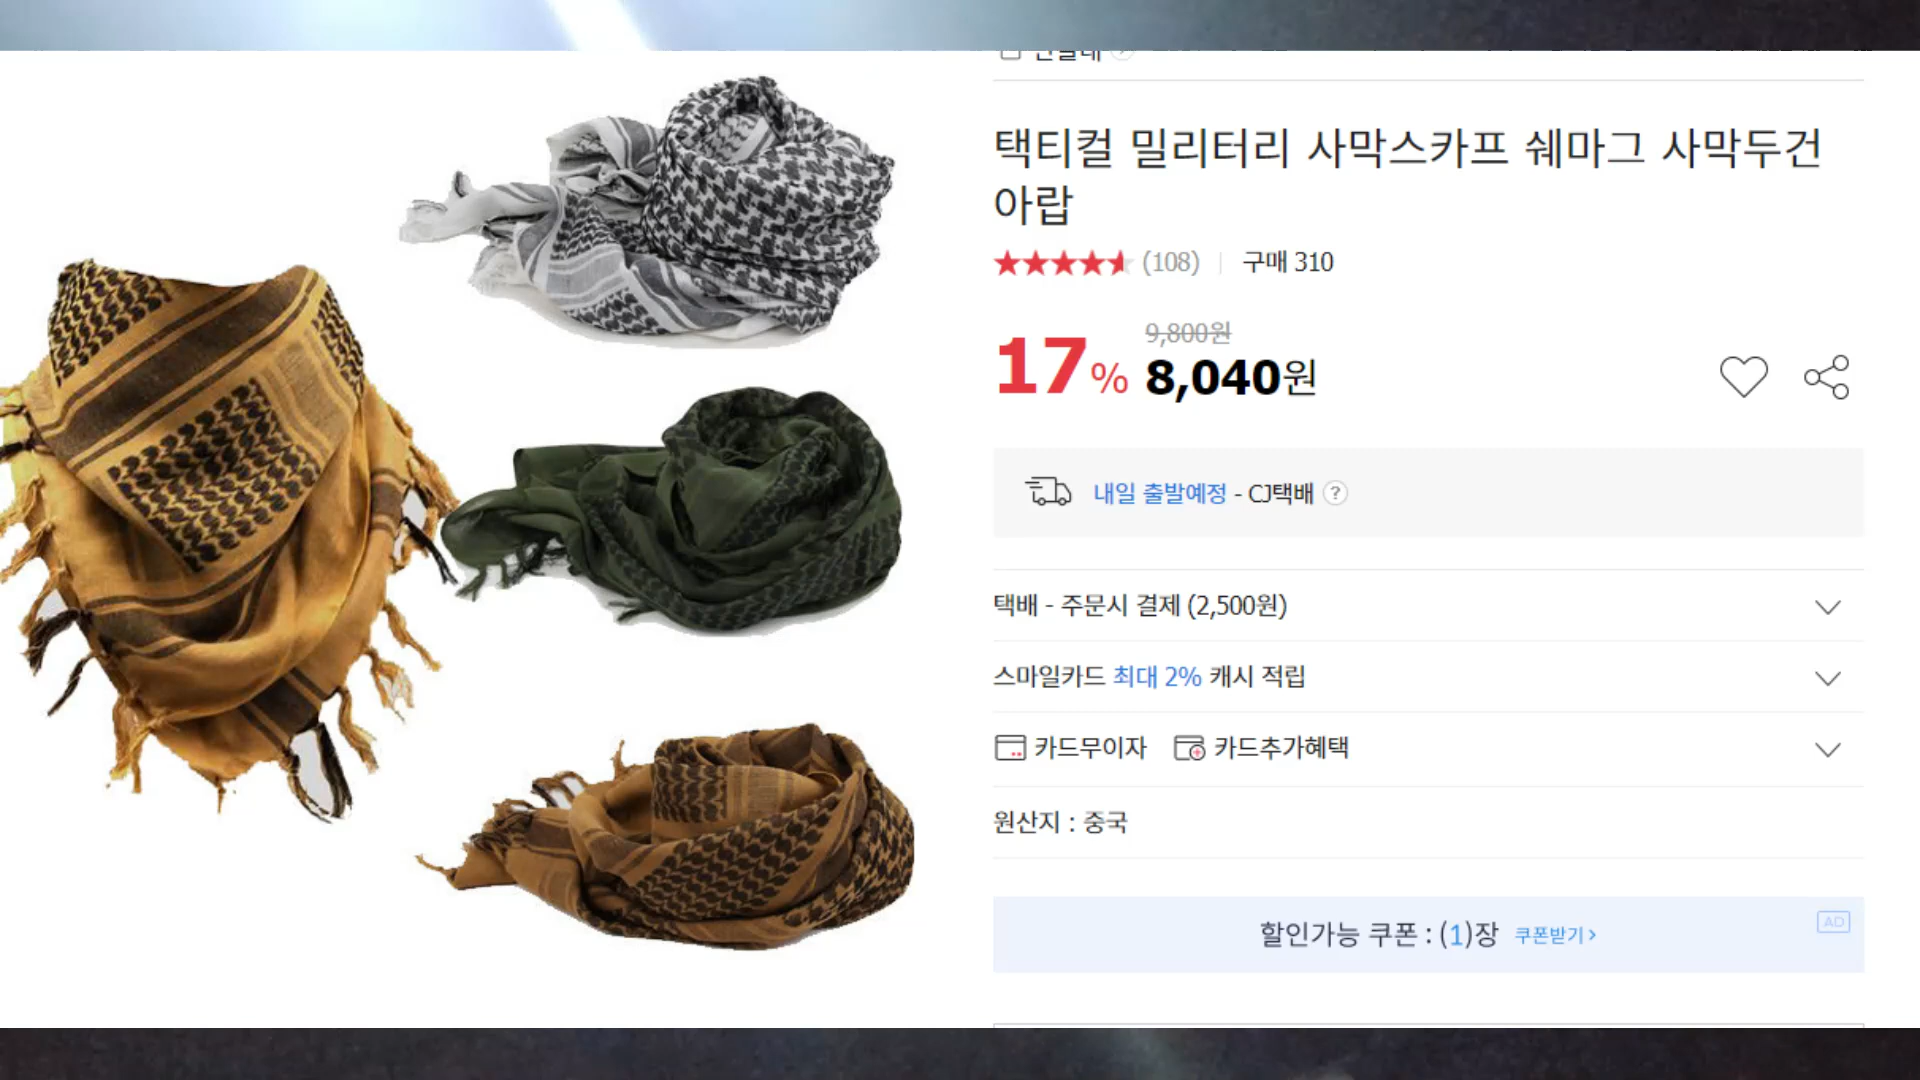 택티컬 밀리터리 사막스카프 쉐마그 사막두건
아랍
(108) 구매 310
17% 9,800원
8,040원
내일 출발예정 - CJ택배 ?
택배 - 주문시 결제 (2,500원)
스마일카드 최대 2% 캐시 적립
카드무이자 카드추가혜택
원산지 : 중국
할인가능 쿠폰 : (1)장 쿠폰받기 >
AD